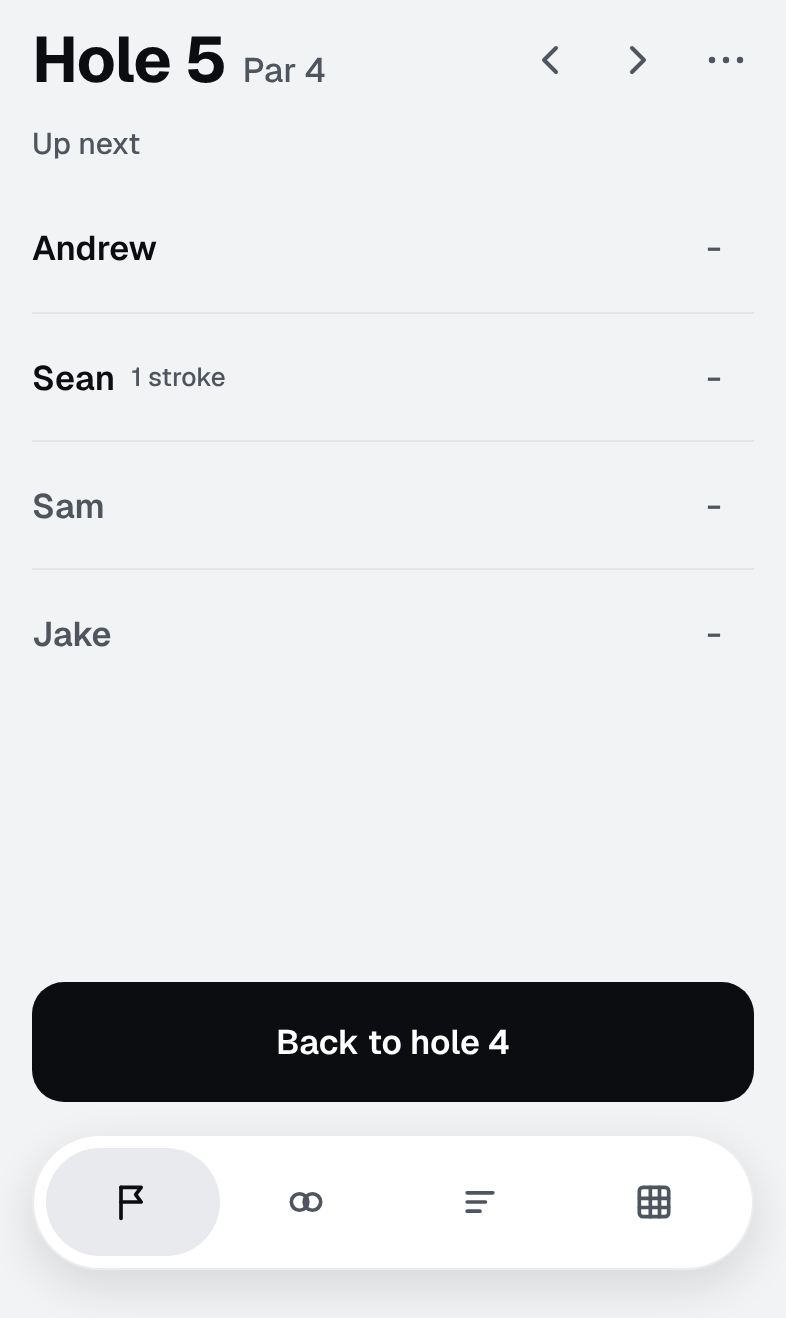 Hole 5 Par 4
Up next
Andrew -
Sean 1 stroke -
Sam -
Jake -
Back to hole 4